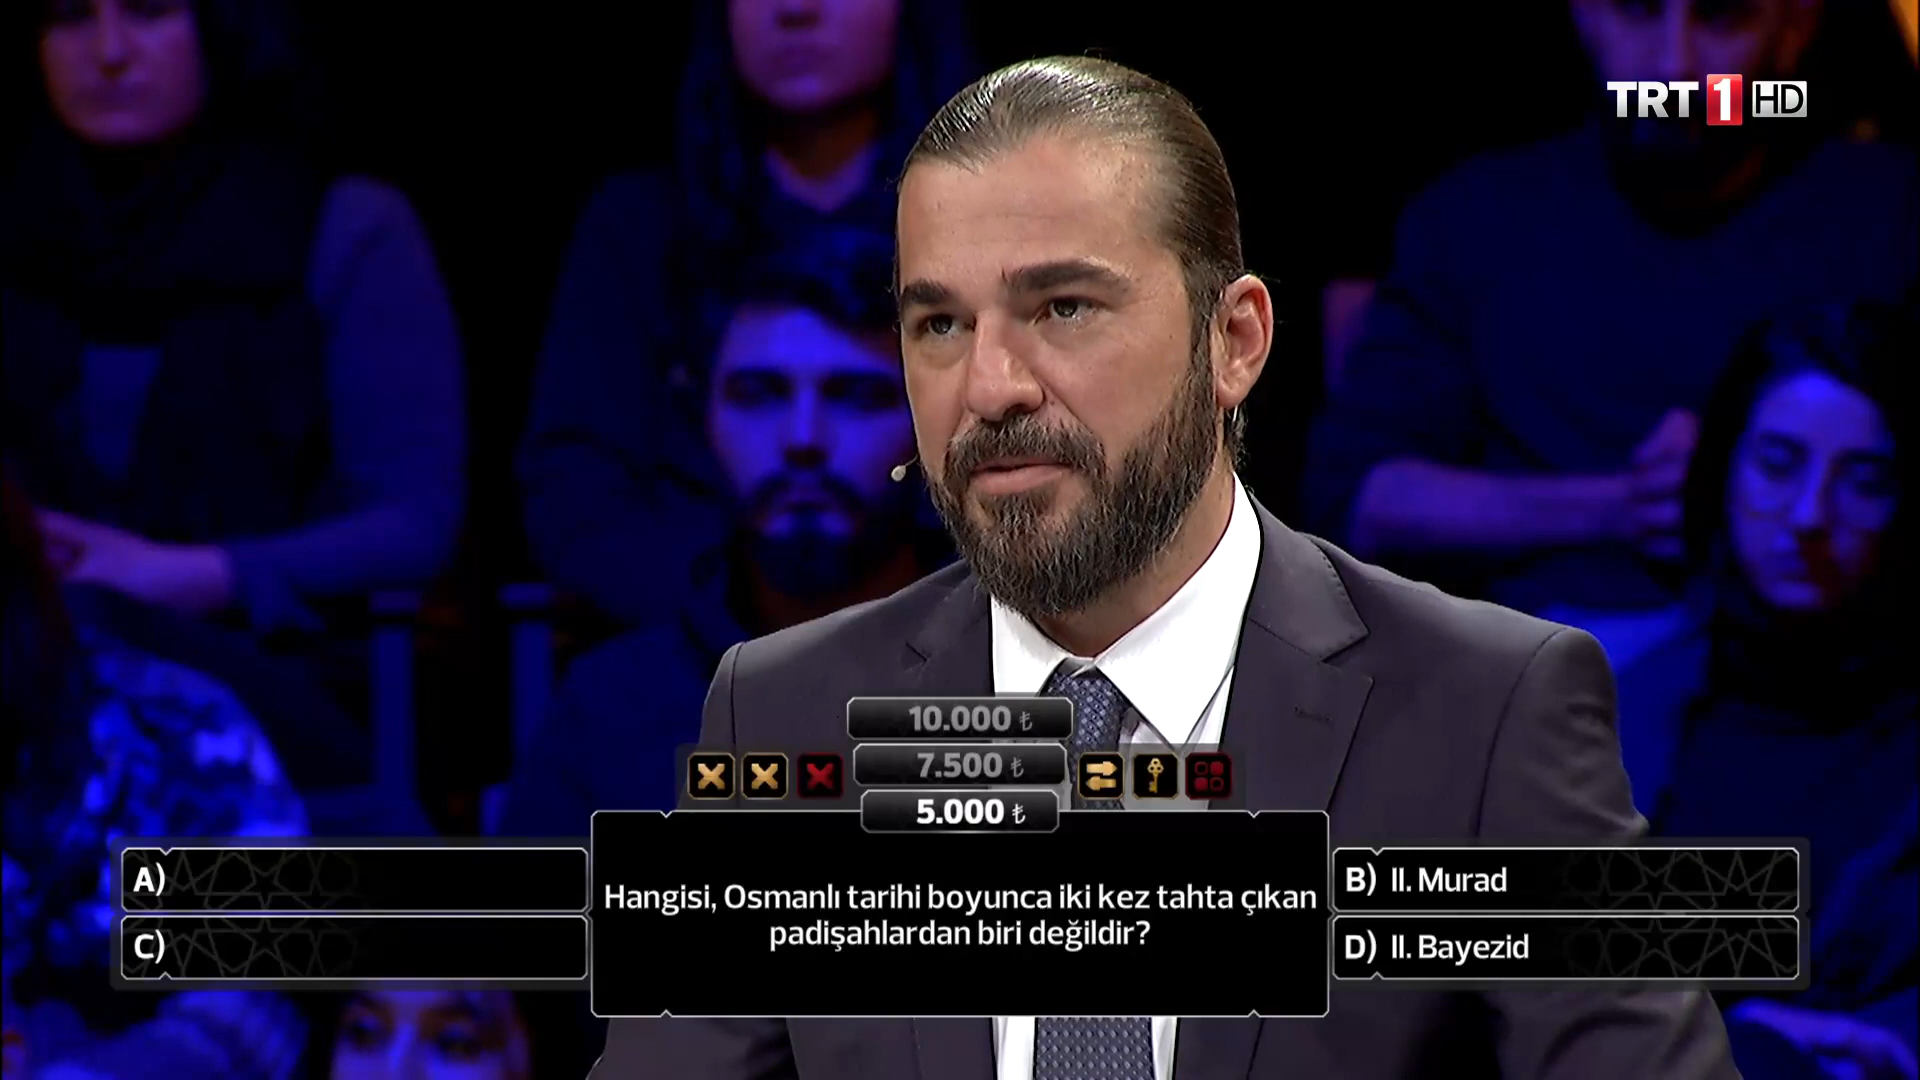 TRT 1 HD
10.000 ₺
7.500 ₺
5.000 ₺
Hangisi, Osmanlı tarihi boyunca iki kez tahta çıkan
padişahlardan biri değildir?
A)
B) II. Murad
C)
D) II. Bayezid